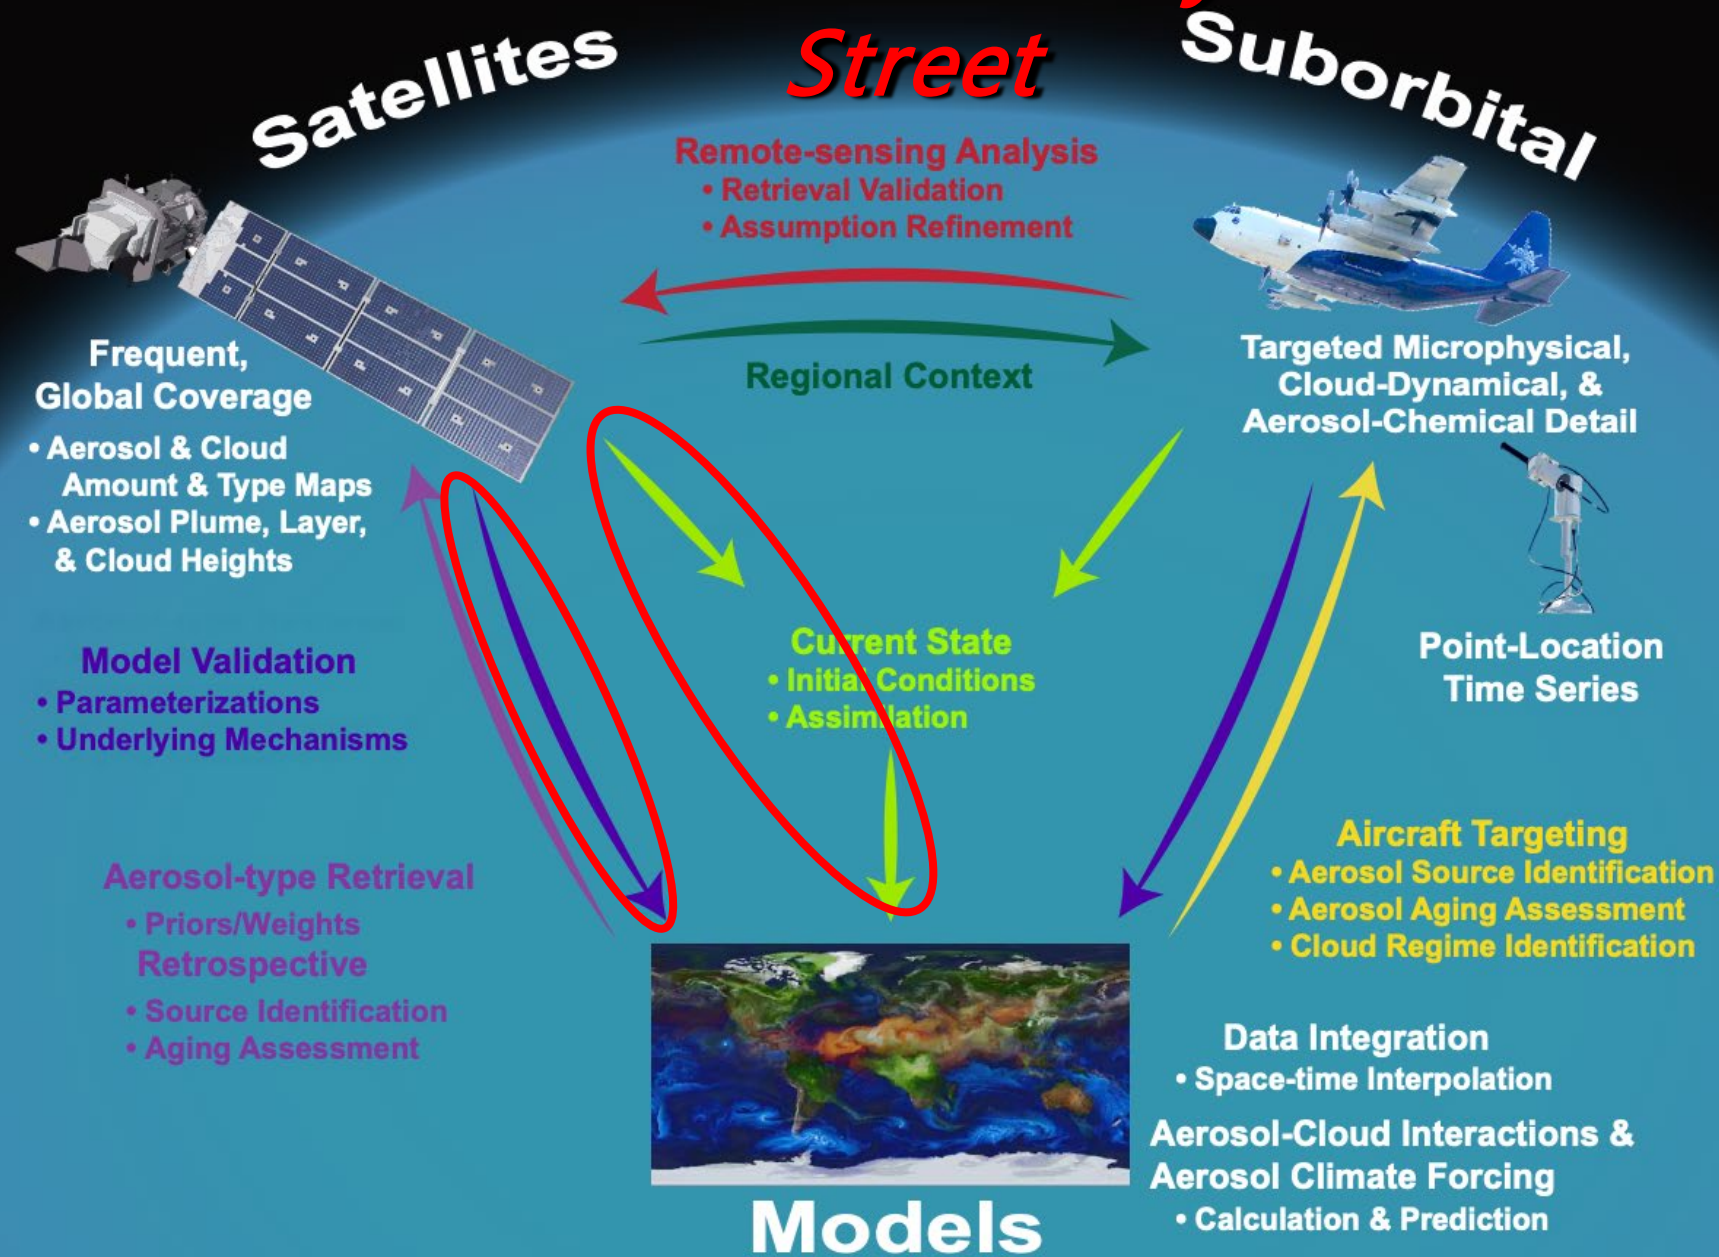 Street
Satellites
Suborbital
Remote-sensing Analysis
• Retrieval Validation
• Assumption Refinement
Regional Context
Frequent,
Global Coverage
• Aerosol & Cloud
Amount & Type Maps
• Aerosol Plume, Layer,
& Cloud Heights
Targeted Microphysical,
Cloud-Dynamical, &
Aerosol-Chemical Detail
Point-Location
Time Series
Model Validation
• Parameterizations
• Underlying Mechanisms
Current State
• Initial Conditions
• Assimilation
Aerosol-type Retrieval
• Priors/Weights
Retrospective
• Source Identification
• Aging Assessment
Aircraft Targeting
• Aerosol Source Identification
• Aerosol Aging Assessment
• Cloud Regime Identification
Data Integration
• Space-time Interpolation
Aerosol-Cloud Interactions &
Aerosol Climate Forcing
• Calculation & Prediction
Models